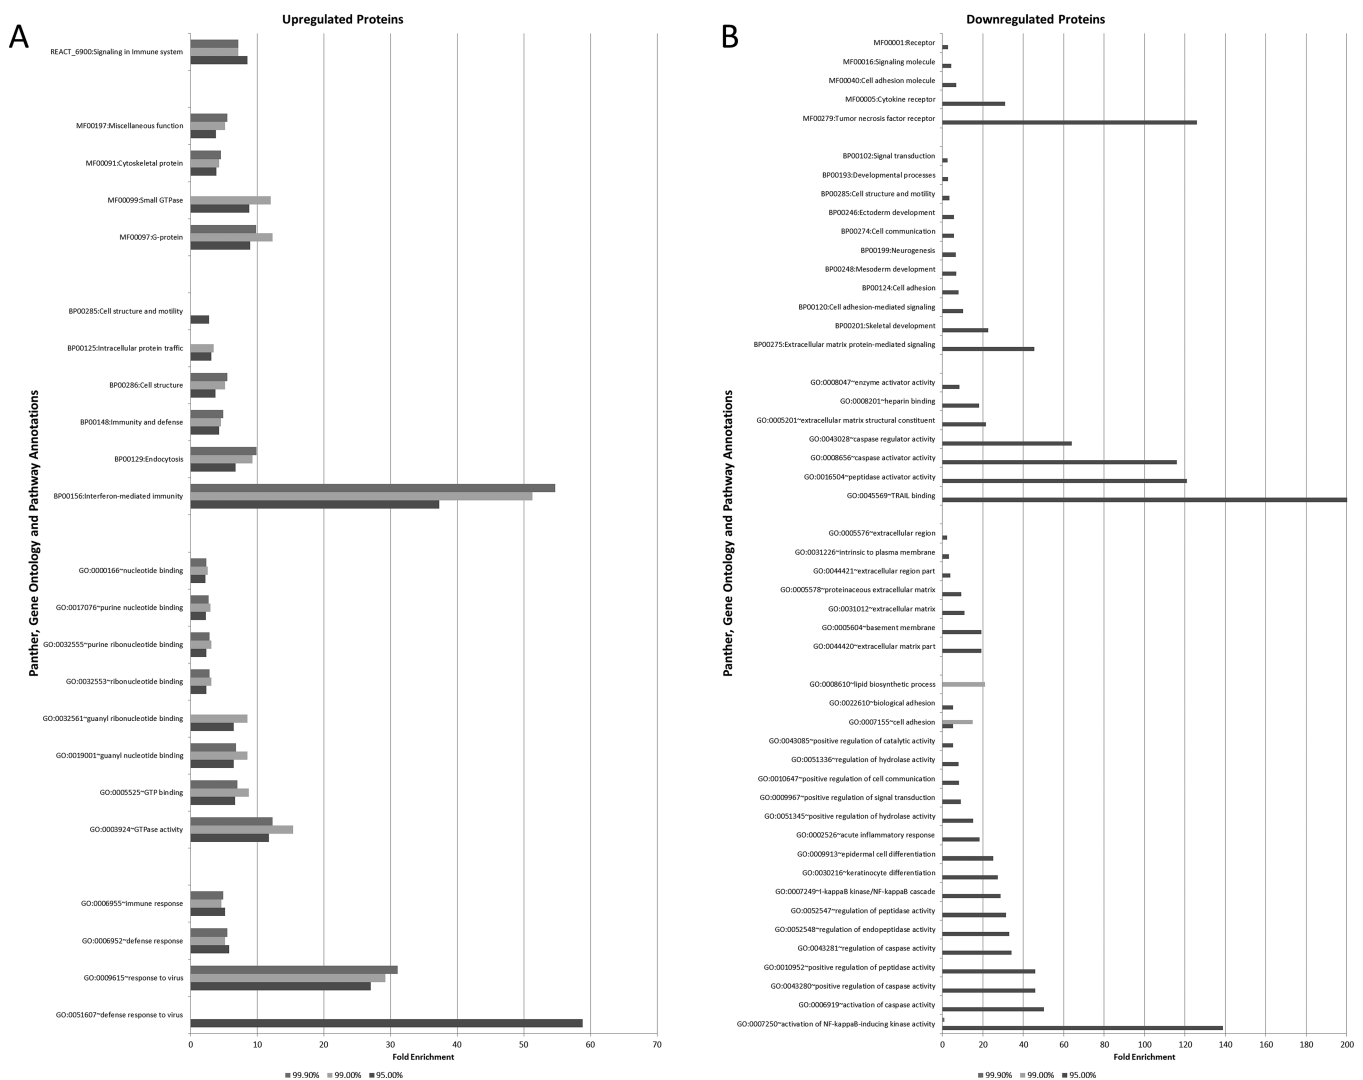 A
Upregulated Proteins
Panther, Gene Ontology and Pathway Annotations
REACT_6900:Signaling in Immune system
MF00197:Miscellaneous function
MF00091:Cytoskeletal protein
MF00099:Small GTPase
MF00097:G-protein
BP00285:Cell structure and motility
BP00125:Intracellular protein traffic
BP00286:Cell structure
BP00148:Immunity and defense
BP00129:Endocytosis
BP00156:Interferon-mediated immunity
GO:0000166~nucleotide binding
GO:0017076~purine nucleotide binding
GO:0032555~purine ribonucleotide binding
GO:0032553~ribonucleotide binding
GO:0032561~guanyl ribonucleotide binding
GO:0019001~guanyl nucleotide binding
GO:0005525~GTP binding
GO:0003924~GTPase activity
GO:0006955~immune response
GO:0006952~defense response
GO:0009615~response to virus
GO:0051607~defense response to virus
0 10 20 30 40 50 60 70
Fold Enrichment
99.90% 99.00% 95.00%
B
Downregulated Proteins
Panther, Gene Ontology and Pathway Annotations
MF00001:Receptor
MF00016:Signaling molecule
MF00040:Cell adhesion molecule
MF00005:Cytokine receptor
MF00279:Tumor necrosis factor receptor
BP00102:Signal transduction
BP00193:Developmental processes
BP00285:Cell structure and motility
BP00246:Ectoderm development
BP00274:Cell communication
BP00199:Neurogenesis
BP00248:Mesoderm development
BP00124:Cell adhesion
BP00120:Cell adhesion-mediated signaling
BP00201:Skeletal development
BP00275:Extracellular matrix protein-mediated signaling
GO:0008047~enzyme activator activity
GO:0008201~heparin binding
GO:0005201~extracellular matrix structural constituent
GO:0043028~caspase regulator activity
GO:0008656~caspase activator activity
GO:0016504~peptidase activator activity
GO:0045569~TRAIL binding
GO:0005576~extracellular region
GO:0031226~intrinsic to plasma membrane
GO:0044421~extracellular region part
GO:0005578~proteinaceous extracellular matrix
GO:0031012~extracellular matrix
GO:0005604~basement membrane
GO:0044420~extracellular matrix part
GO:0008610~lipid biosynthetic process
GO:0022610~biological adhesion
GO:0007155~cell adhesion
GO:0043085~positive regulation of catalytic activity
GO:0051336~regulation of hydrolase activity
GO:0010647~positive regulation of cell communication
GO:0009967~positive regulation of signal transduction
GO:0051345~positive regulation of hydrolase activity
GO:0002526~acute inflammatory response
GO:0009913~epidermal cell differentiation
GO:0030216~keratinocyte differentiation
GO:0007249~I-kappaB kinase/NF-kappaB cascade
GO:0052547~regulation of peptidase activity
GO:0052548~regulation of endopeptidase activity
GO:0043281~regulation of caspase activity
GO:0010952~positive regulation of peptidase activity
GO:0043280~positive regulation of caspase activity
GO:0006919~activation of caspase activity
GO:0007250~activation of NF-kappaB-inducing kinase activity
0 20 40 60 80 100 120 140 160 180 200
Fold Enrichment
99.90% 99.00% 95.00%